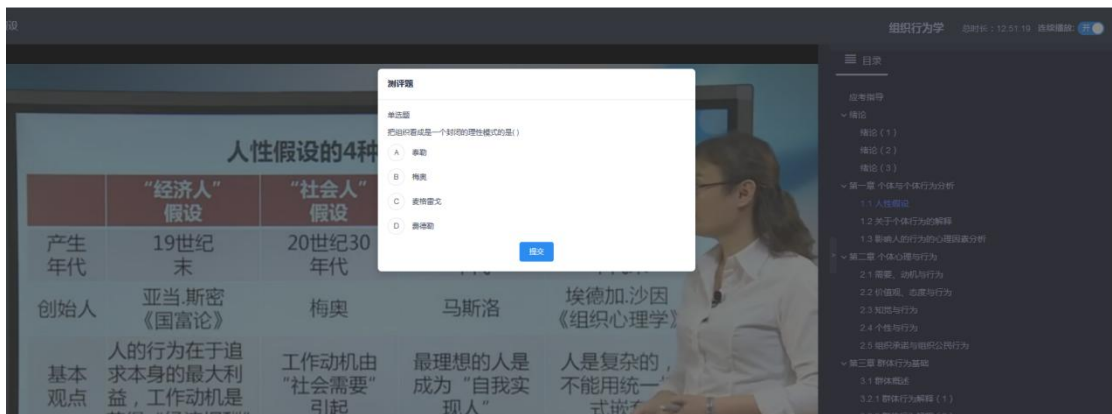 组织行为学 总时长：12:51:19 连续播放: 开
目录
应考指导
绪论
绪论（1）
绪论（2）
绪论（3）
第一章 个体与个体行为分析
1.1 人性假设
1.2 关于个体行为的解释
1.3 影响人的行为的心理因素分析
第二章 个体心理与行为
2.1 需要、动机与行为
2.2 价值观、态度与行为
2.3 知觉与行为
2.4 个性与行为
2.5 组织承诺与组织公民行为
第三章 群体行为基础
3.1 群体概述
3.2.1 群体行为解释（1）
测评题
单选题
把组织看成是一个封闭的理性模式的是( )
A 泰勒
B 梅奥
C 麦格雷戈
D 费德勒
提交
人性假设的4种
“经济人”假设 “社会人”假设
产生年代 19世纪末 20世纪30年代
创始人 亚当.斯密《国富论》 梅奥 马斯洛 埃德加.沙因《组织心理学》
基本观点 人的行为在于追求本身的最大利益，工作动机是 工作动机由“社会需要”引起 最理想的人是成为“自我实现人” 人是复杂的，不能用统一